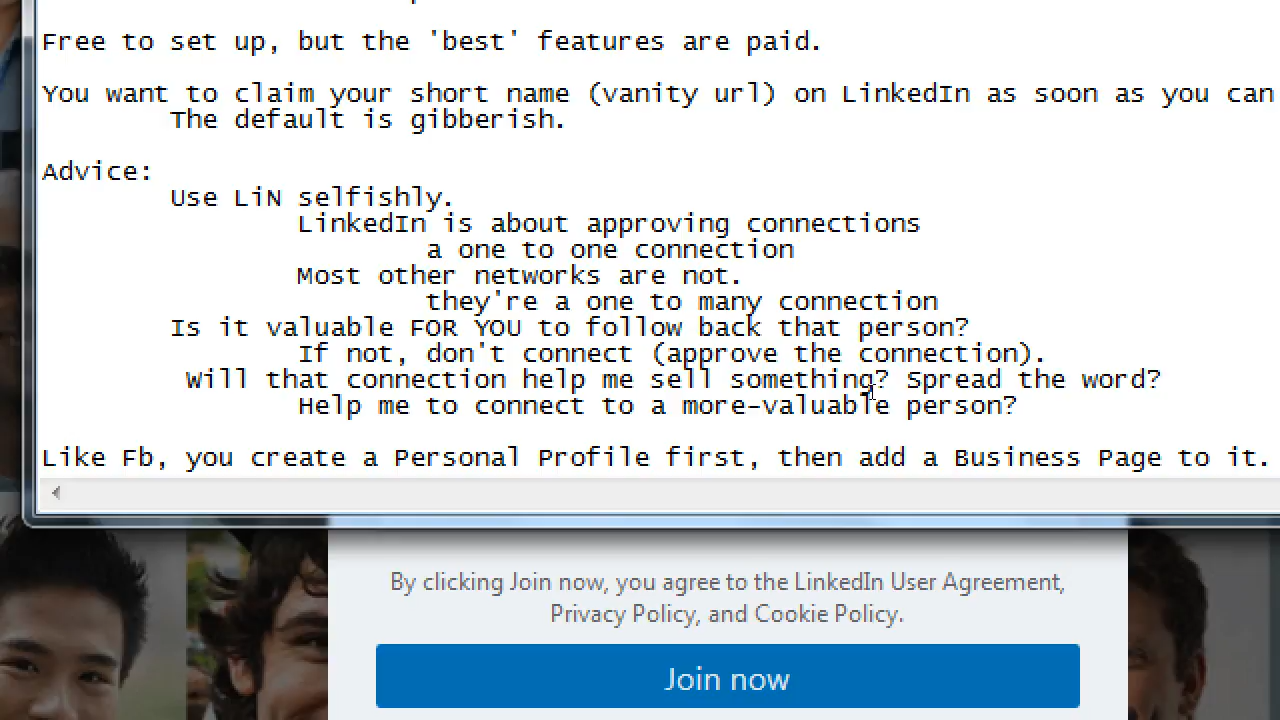 Free to set up, but the 'best' features are paid.
You want to claim your short name (vanity url) on LinkedIn as soon as you can
The default is gibberish.
Advice:
Use LiN selfishly.
LinkedIn is about approving connections
a one to one connection
Most other networks are not.
they're a one to many connection
Is it valuable FOR YOU to follow back that person?
If not, don't connect (approve the connection).
Will that connection help me sell something? Spread the word?
Help me to connect to a more-valuable person?
Like Fb, you create a Personal Profile first, then add a Business Page to it.
By clicking Join now, you agree to the LinkedIn User Agreement,
Privacy Policy, and Cookie Policy.
Join now